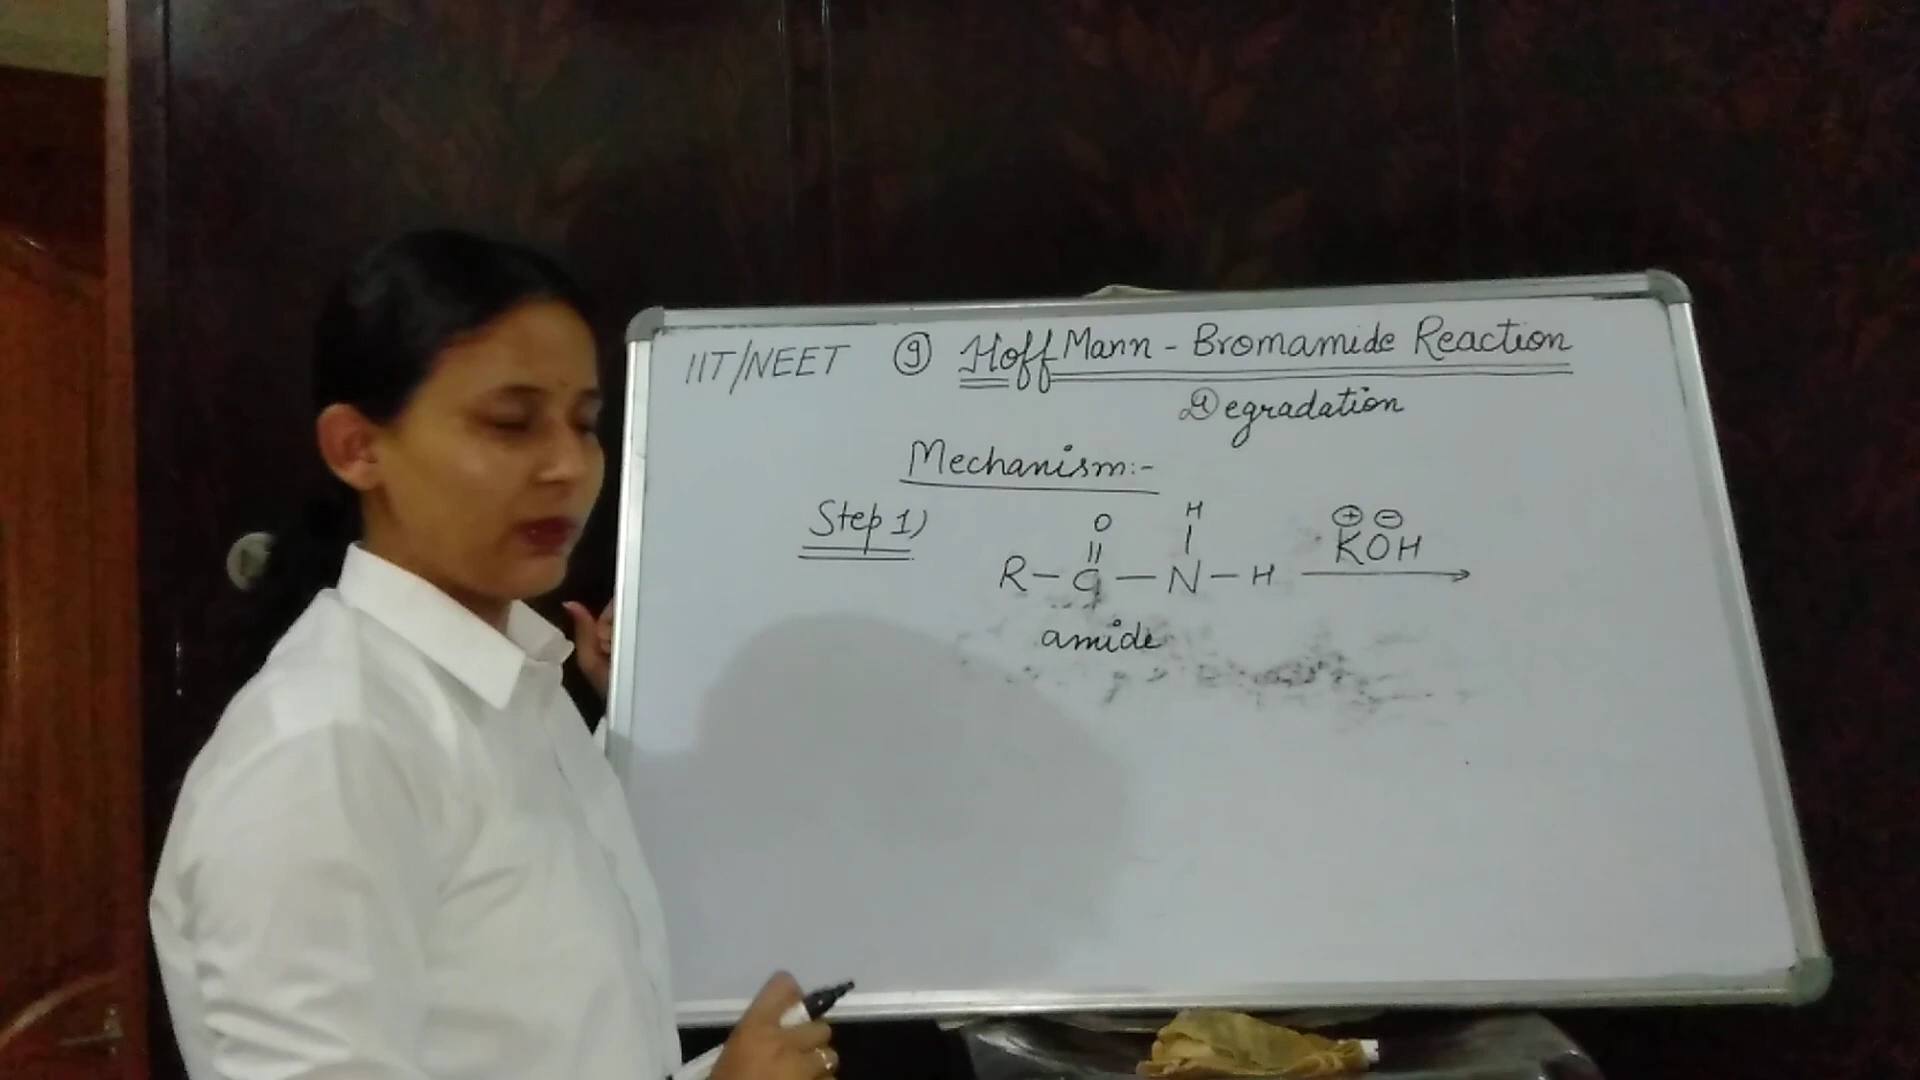 IIT/NEET ⑨ HoffMann - Bromamide Reaction
Degradation
Mechanism:-
Step 1)
O H ⊕ ⊖
|| | KOH
R - C - N - H →
amide